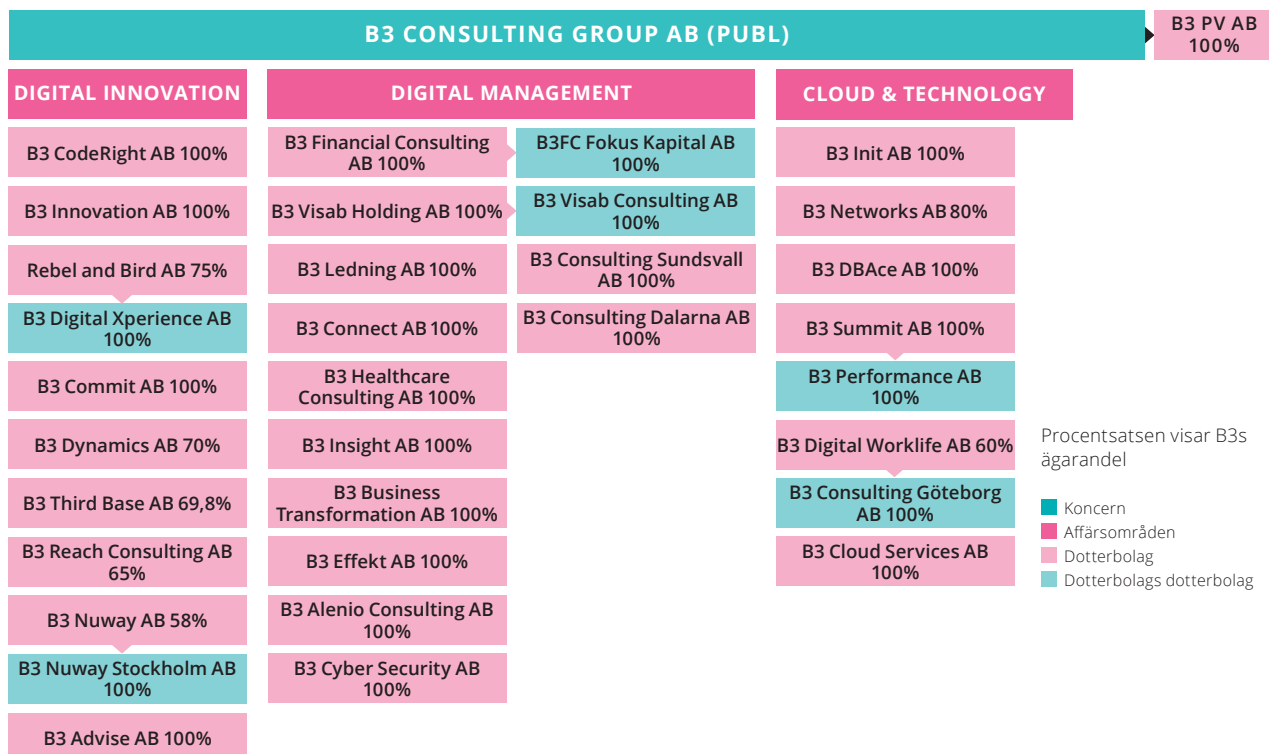 B3 CONSULTING GROUP AB (PUBL)
B3 PV AB
100%
DIGITAL INNOVATION
B3 CodeRight AB 100%
B3 Innovation AB 100%
Rebel and Bird AB 75%
B3 Digital Xperience AB
100%
B3 Commit AB 100%
B3 Dynamics AB 70%
B3 Third Base AB 69,8%
B3 Reach Consulting AB
65%
B3 Nuway AB 58%
B3 Nuway Stockholm AB
100%
B3 Advise AB 100%
DIGITAL MANAGEMENT
B3 Financial Consulting
AB 100%
B3 Visab Holding AB 100%
B3 Ledning AB 100%
B3 Connect AB 100%
B3 Healthcare
Consulting AB 100%
B3 Insight AB 100%
B3 Business
Transformation AB 100%
B3 Effekt AB 100%
B3 Alenio Consulting AB
100%
B3 Cyber Security AB
100%
B3FC Fokus Kapital AB
100%
B3 Visab Consulting AB
100%
B3 Consulting Sundsvall
AB 100%
B3 Consulting Dalarna AB
100%
CLOUD & TECHNOLOGY
B3 Init AB 100%
B3 Networks AB 80%
B3 DBAce AB 100%
B3 Summit AB 100%
B3 Performance AB
100%
B3 Digital Worklife AB 60%
B3 Consulting Göteborg
AB 100%
B3 Cloud Services AB
100%
Procentsatsen visar B3s
ägarandel
Koncern
Affärsområden
Dotterbolag
Dotterbolags dotterbolag